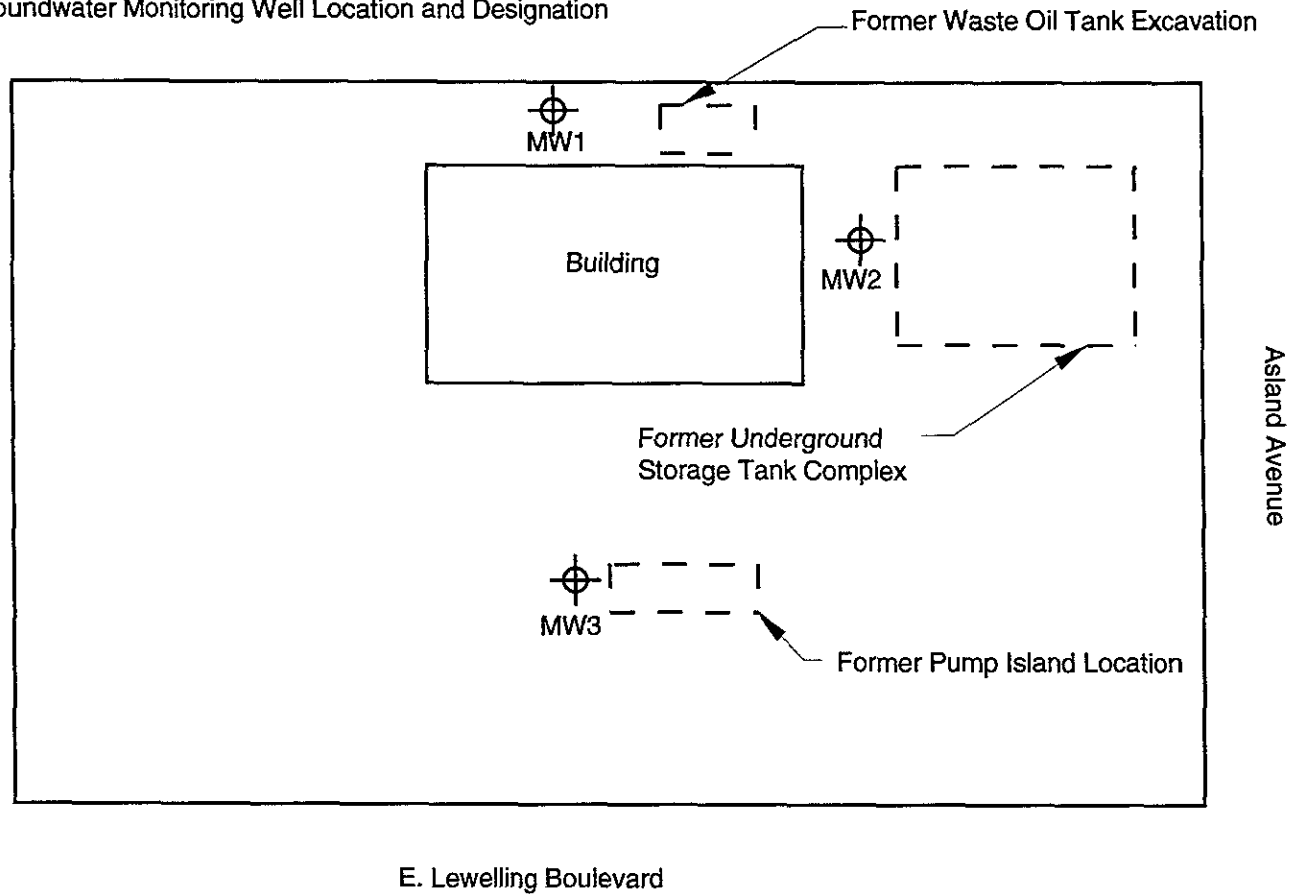 Monitoring Well Location and Designation
Former Waste Oil Tank Excavation
MW1
Building
MW2
Asland Avenue
Former Underground
Storage Tank Complex
MW3
Former Pump Island Location
E. Lewelling Boulevard